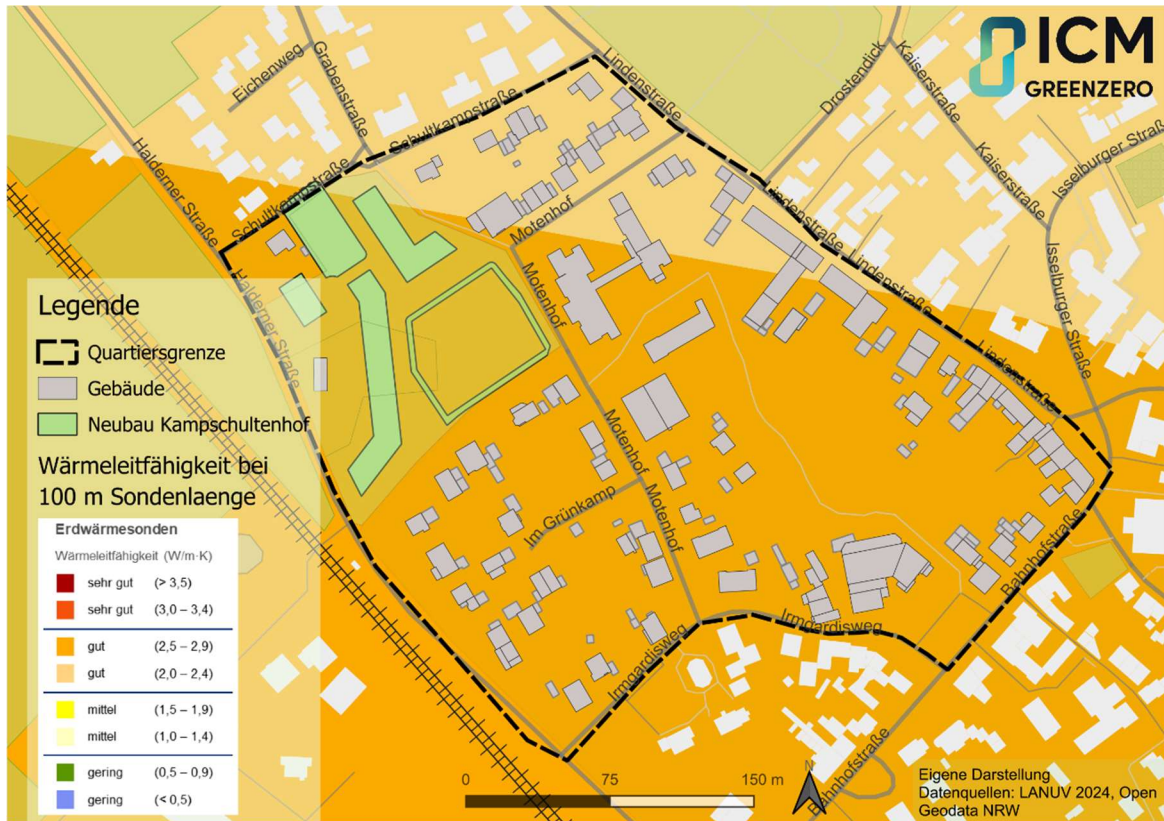 ICM
GREENZERO
Eichenweg
Grabenstraße
Schultkampstraße
Schultkampstraße
Halderner Straße
Halderner Straße
Lindenstraße
Drostendick
Kaiserstraße
Kaiserstraße
Isselburger Straß
Isselburger Straße
Lindenstraße
Lindenstraße
Lindenstraße
Lindenstraße
Motenhof
Motenhof
Motenhof
Motenhof
Im Grünkamp
Irmgardisweg
Irmgardisweg
Bahnhofstraße
Bahnhofstraße
Legende
Quartiersgrenze
Gebäude
Neubau Kampschultenhof
Wärmeleitfähigkeit bei
100 m Sondenlaenge
Erdwärmesonden
Wärmeleitfähigkeit (W/m·K)
sehr gut (> 3,5)
sehr gut (3,0 – 3,4)
gut (2,5 – 2,9)
gut (2,0 – 2,4)
mittel (1,5 – 1,9)
mittel (1,0 – 1,4)
gering (0,5 – 0,9)
gering (< 0,5)
0 75 150 m
N
Eigene Darstellung
Datenquellen: LANUV 2024, Open
Geodata NRW